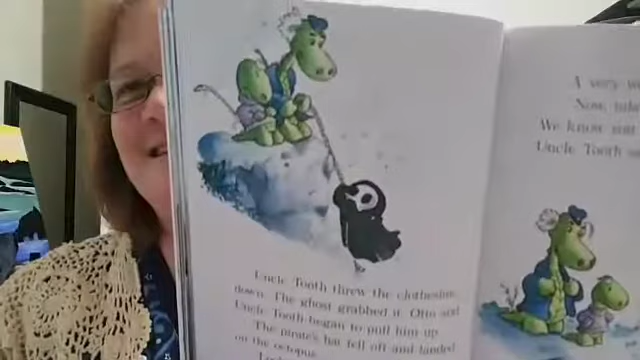 Uncle Tooth threw the clothesline
down. The ghost grabbed it. Otto and
Uncle Tooth began to pull him up.
The pirate's hat fell off and landed
on the octopus.
A very
Now,
We know
Uncle Tooth